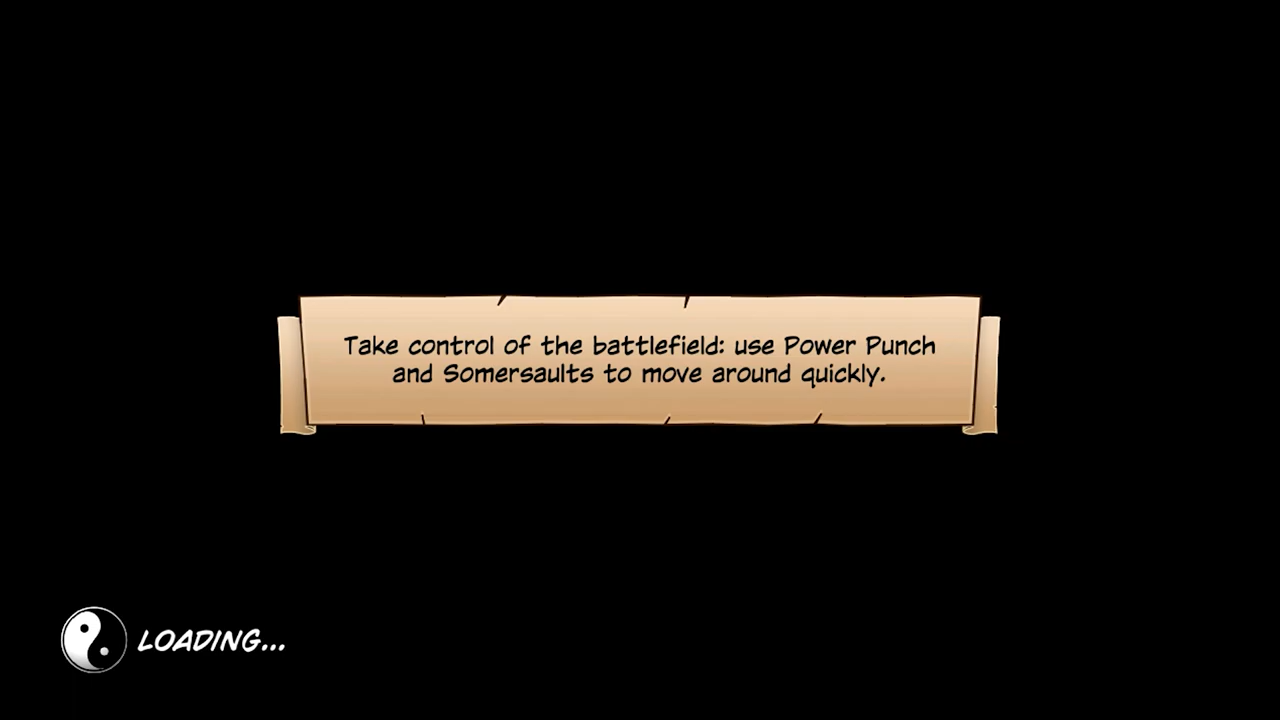 Take control of the battlefield: use Power Punch
and Somersaults to move around quickly.
LOADING...